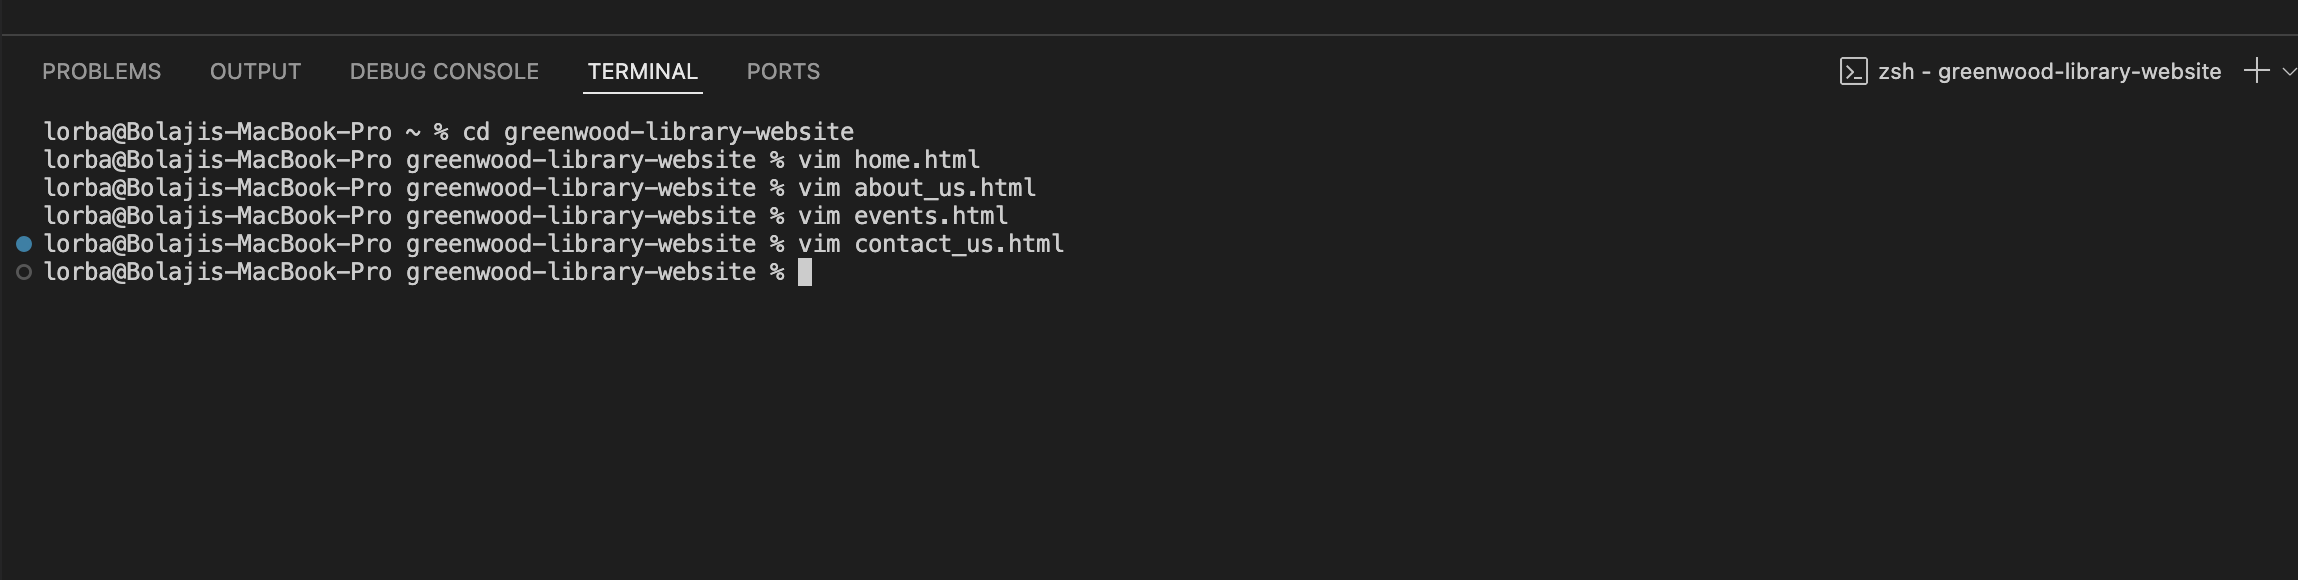 PROBLEMS OUTPUT DEBUG CONSOLE TERMINAL PORTS zsh - greenwood-library-website
lorba@Bolajis-MacBook-Pro ~ % cd greenwood-library-website
lorba@Bolajis-MacBook-Pro greenwood-library-website % vim home.html
lorba@Bolajis-MacBook-Pro greenwood-library-website % vim about_us.html
lorba@Bolajis-MacBook-Pro greenwood-library-website % vim events.html
lorba@Bolajis-MacBook-Pro greenwood-library-website % vim contact_us.html
lorba@Bolajis-MacBook-Pro greenwood-library-website %